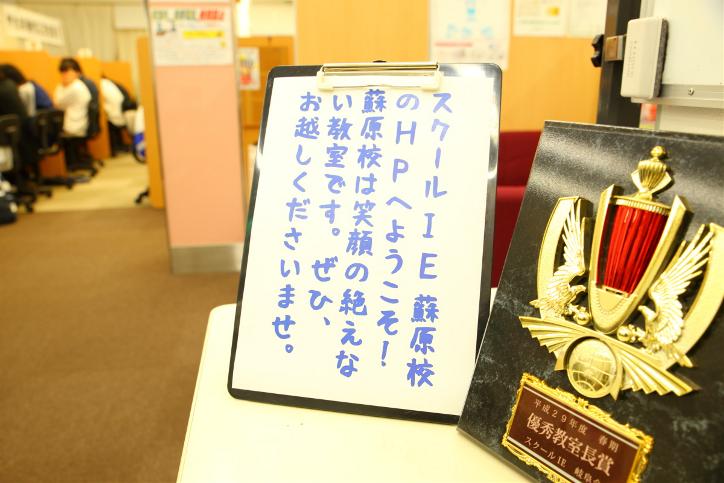 スクールＩＥ 蘇原校
のＨＰへようこそ！
蘇原校は笑顔の絶えな
い教室です。ぜひ、
お越しくださいませ。
平成29年度 春期
優秀教室長賞
スクールIE 岐阜